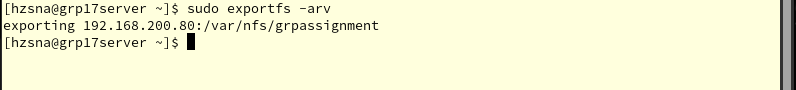 [hzsna@grp17server ~]$ sudo exportfs -arv
exporting 192.168.200.80:/var/nfs/grpassignment
[hzsna@grp17server ~]$